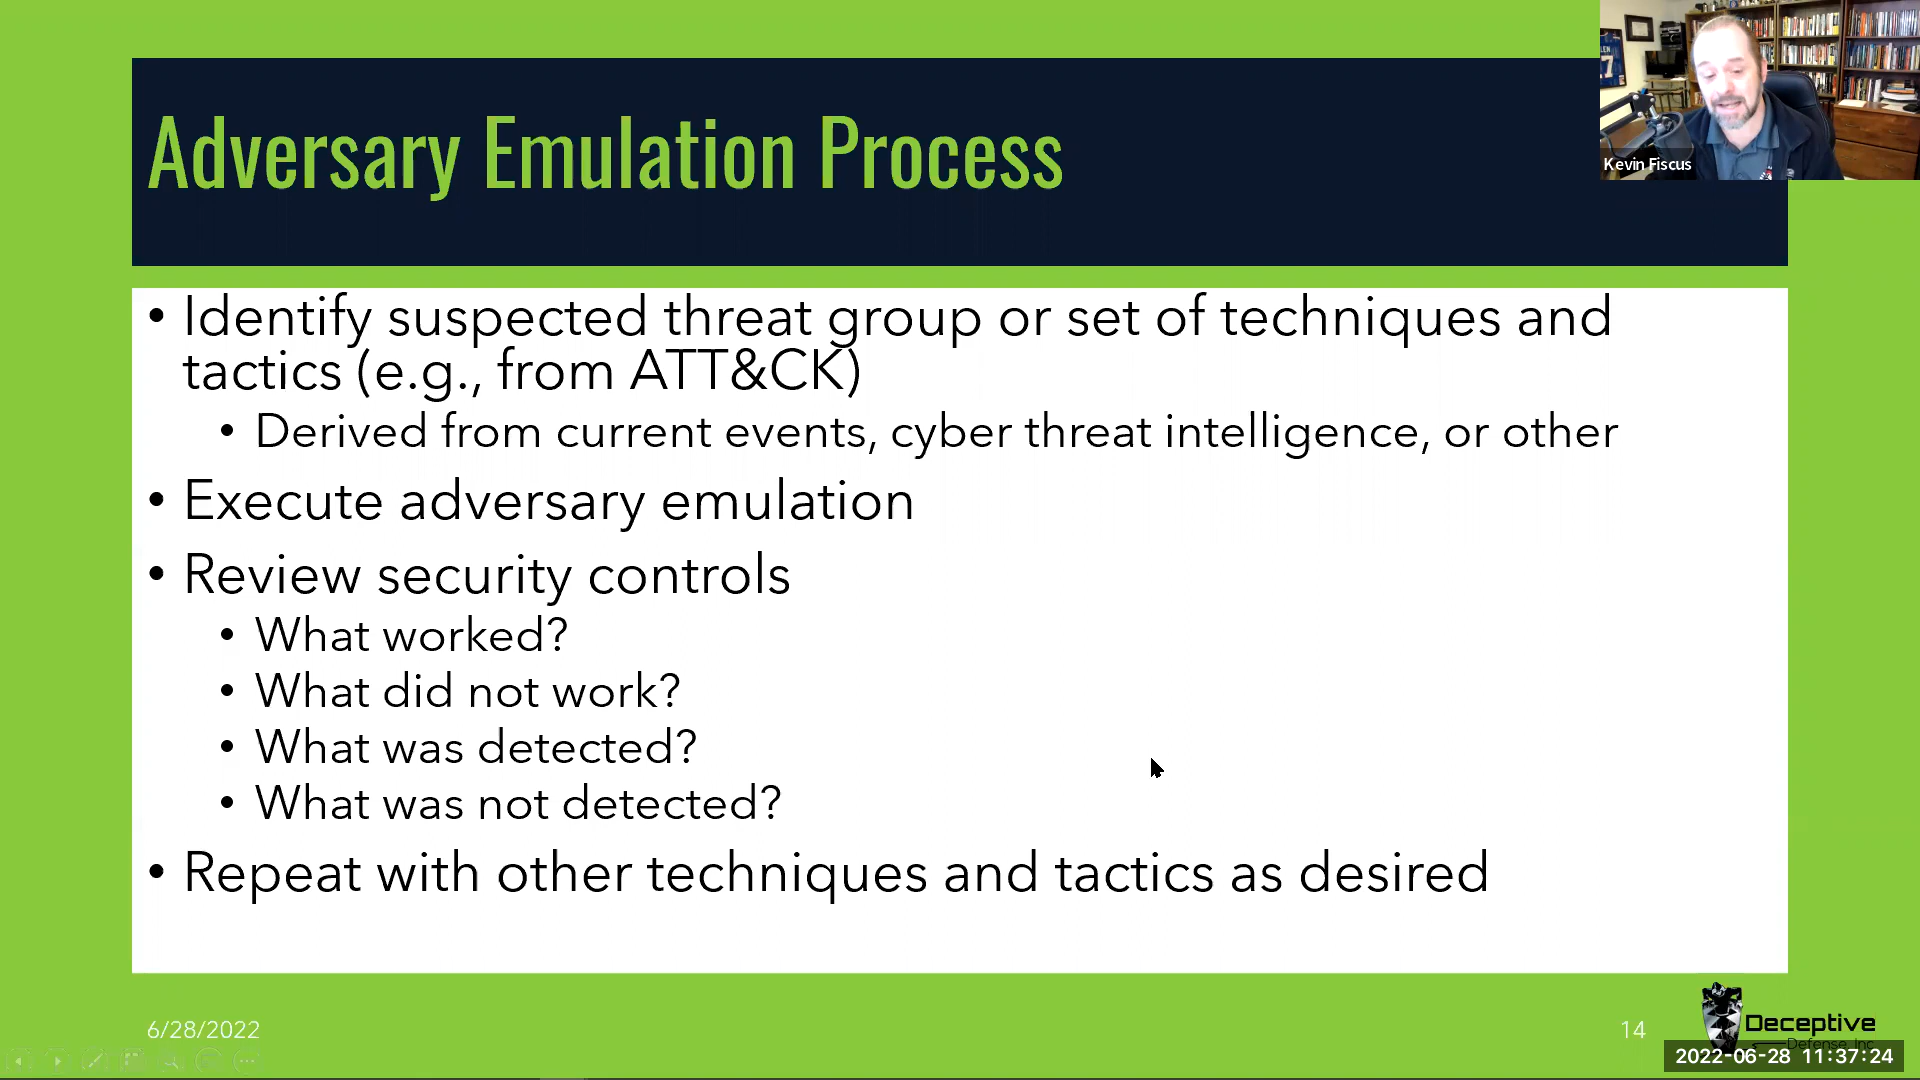 Adversary Emulation Process
Kevin Fiscus
• Identify suspected threat group or set of techniques and
tactics (e.g., from ATT&CK)
• Derived from current events, cyber threat intelligence, or other
• Execute adversary emulation
• Review security controls
• What worked?
• What did not work?
• What was detected?
• What was not detected?
• Repeat with other techniques and tactics as desired
6/28/2022
14
Deceptive
Defense, Inc.
2022-06-28 11:37:24